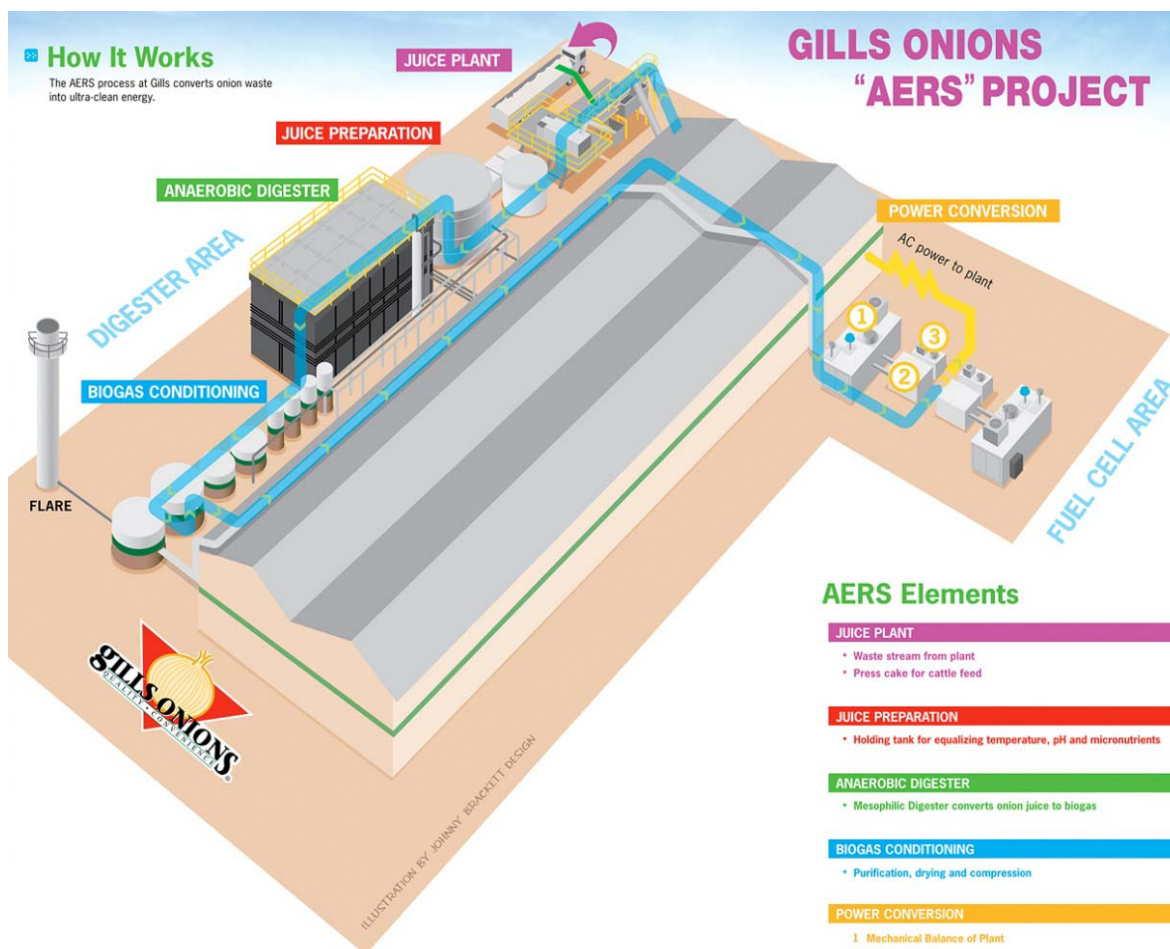 How It Works
The AERS process at Gills converts onion waste
into ultra-clean energy.
GILLS ONIONS
"AERS" PROJECT
JUICE PLANT
JUICE PREPARATION
ANAEROBIC DIGESTER
POWER CONVERSION
AC power to plant
DIGESTER AREA
1
3
2
BIOGAS CONDITIONING
FLARE
FUEL CELL AREA
GILLS ONIONS
QUALITY • CONVENIENCE
®
ILLUSTRATION BY JOHNNY BRACKETT DESIGN
AERS Elements
JUICE PLANT
• Waste stream from plant
• Press cake for cattle feed
JUICE PREPARATION
• Holding tank for equalizing temperature, pH and micronutrients
ANAEROBIC DIGESTER
• Mesophilic Digester converts onion juice to biogas
BIOGAS CONDITIONING
• Purification, drying and compression
POWER CONVERSION
1 Mechanical Balance of Plant